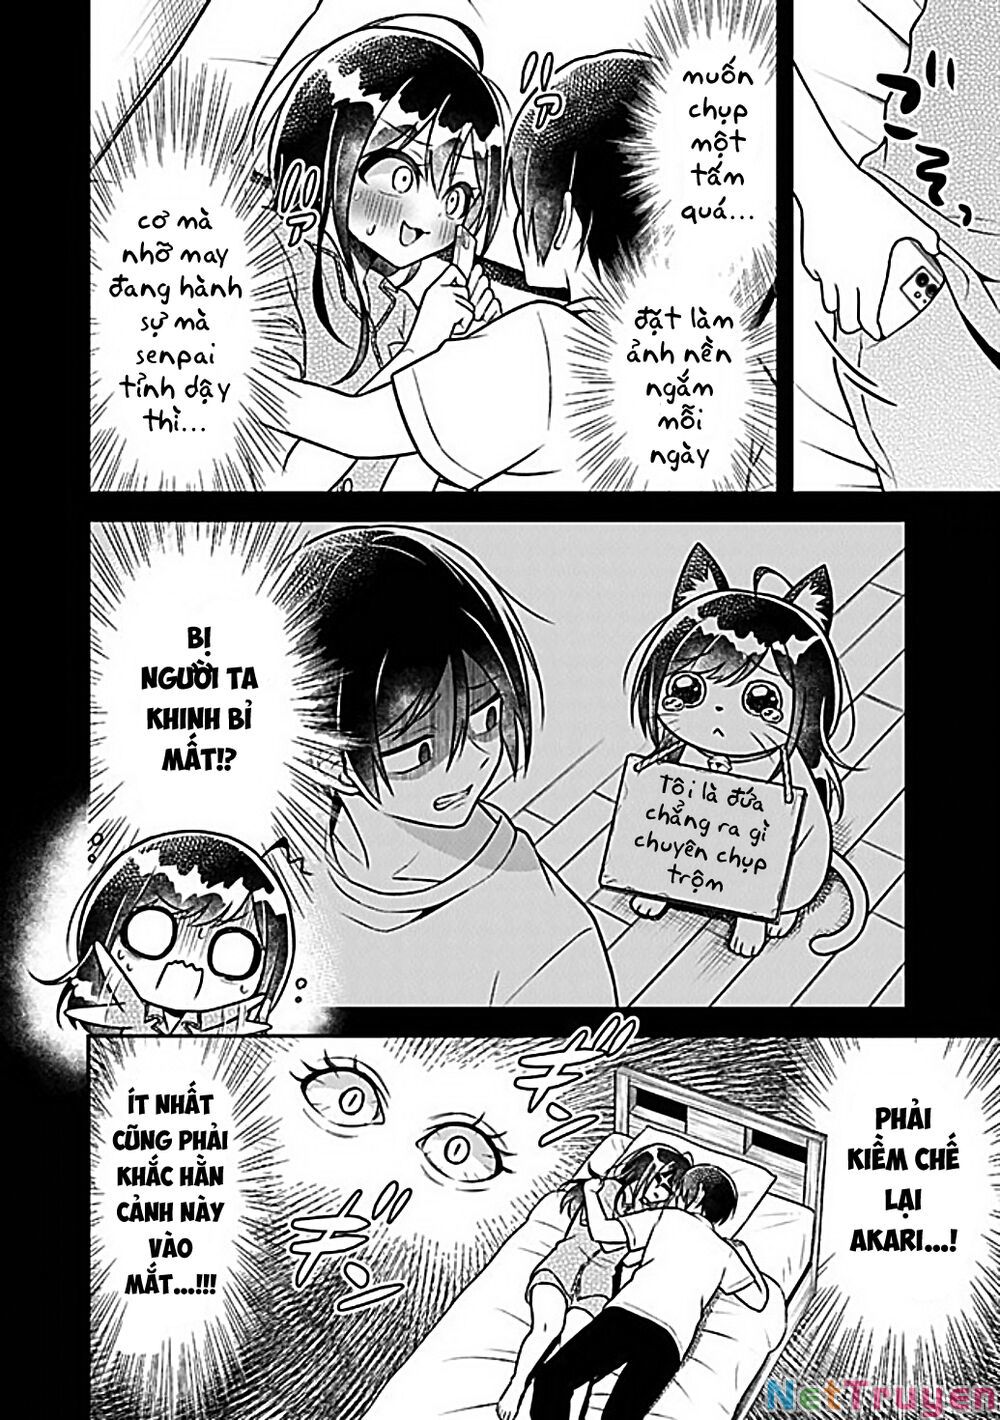 muốn
chụp
một
tấm
quá...
đặt làm
ảnh nền
ngắm
mỗi
ngày
cơ mà
nhỡ may
đang hành
sự mà
senpai
tỉnh dậy
thì...
BỊ
NGƯỜI TA
KHINH BỈ
MẤT!?
Tôi là đứa
chẳng ra gì
chuyên chụp
trộm
PHẢI
KIỀM CHẾ
LẠI
AKARI...!
ÍT NHẤT
CŨNG PHẢI
KHẮC HẰN
CẢNH NÀY
VÀO
MẮT...!!!
NetTruyen